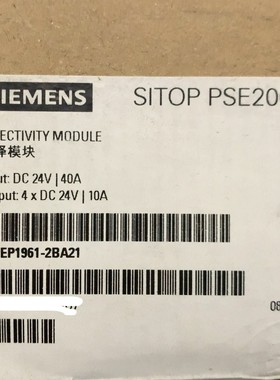 IEMENS SITOP PSE20
ECTIVITY MODULE
择模块
ut: DC 24V | 40A
put: 4 x DC 24V | 10A
EP1961-2BA21
08